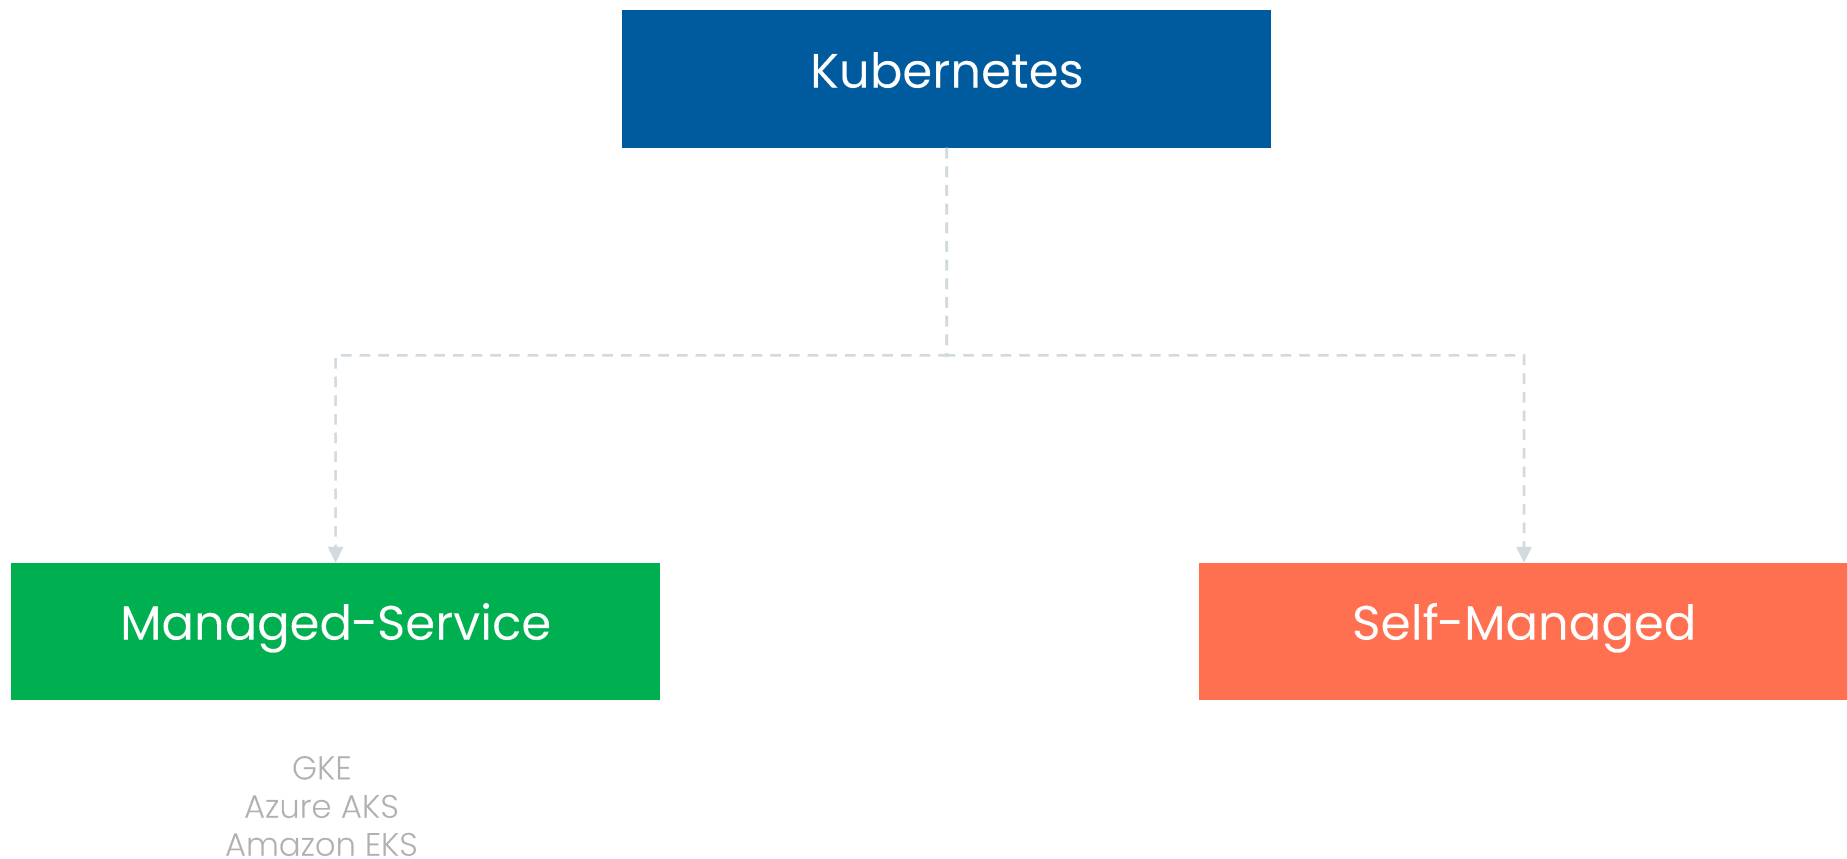 Kubernetes
Managed-Service
Self-Managed
GKE
Azure AKS
Amazon EKS